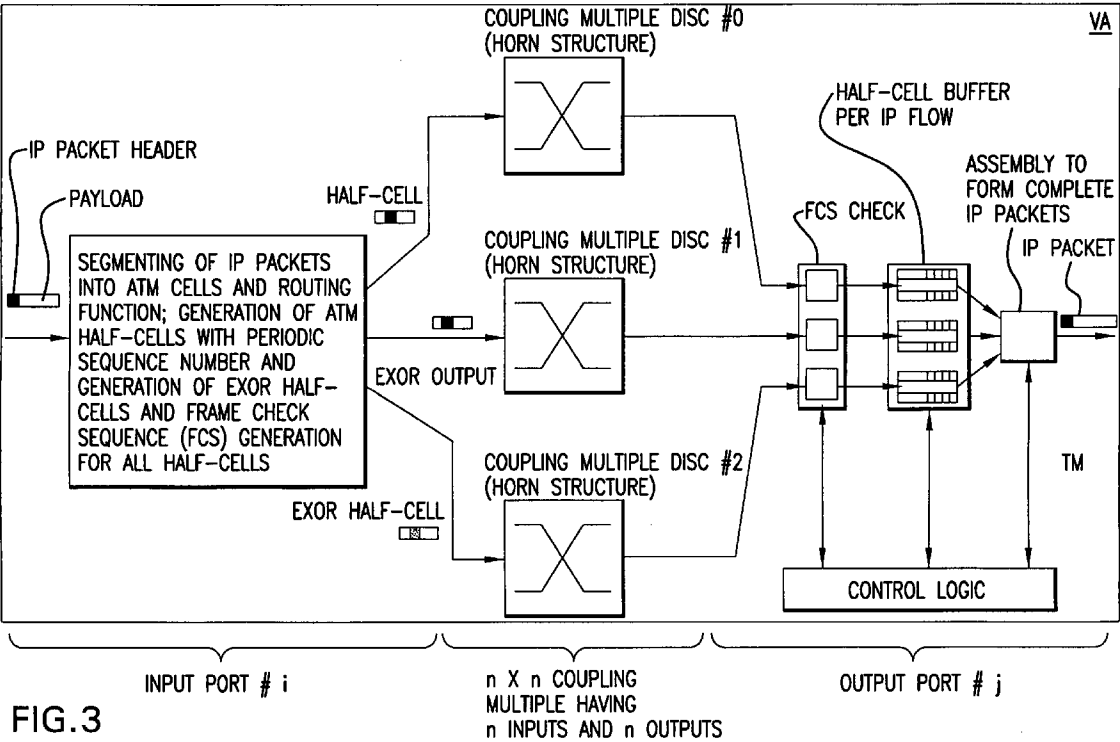 COUPLING MULTIPLE DISC #0
(HORN STRUCTURE)
VA
HALF-CELL BUFFER
PER IP FLOW
IP PACKET HEADER
PAYLOAD
HALF-CELL
ASSEMBLY TO
FORM COMPLETE
IP PACKETS
FCS CHECK
IP PACKET
COUPLING MULTIPLE DISC #1
(HORN STRUCTURE)
SEGMENTING OF IP PACKETS
INTO ATM CELLS AND ROUTING
FUNCTION; GENERATION OF ATM
HALF-CELLS WITH PERIODIC
SEQUENCE NUMBER AND
GENERATION OF EXOR HALF-
CELLS AND FRAME CHECK
SEQUENCE (FCS) GENERATION
FOR ALL HALF-CELLS
EXOR OUTPUT
COUPLING MULTIPLE DISC #2
(HORN STRUCTURE)
TM
EXOR HALF-CELL
CONTROL LOGIC
INPUT PORT # i
n X n COUPLING
MULTIPLE HAVING
n INPUTS AND n OUTPUTS
OUTPUT PORT # j
FIG.3